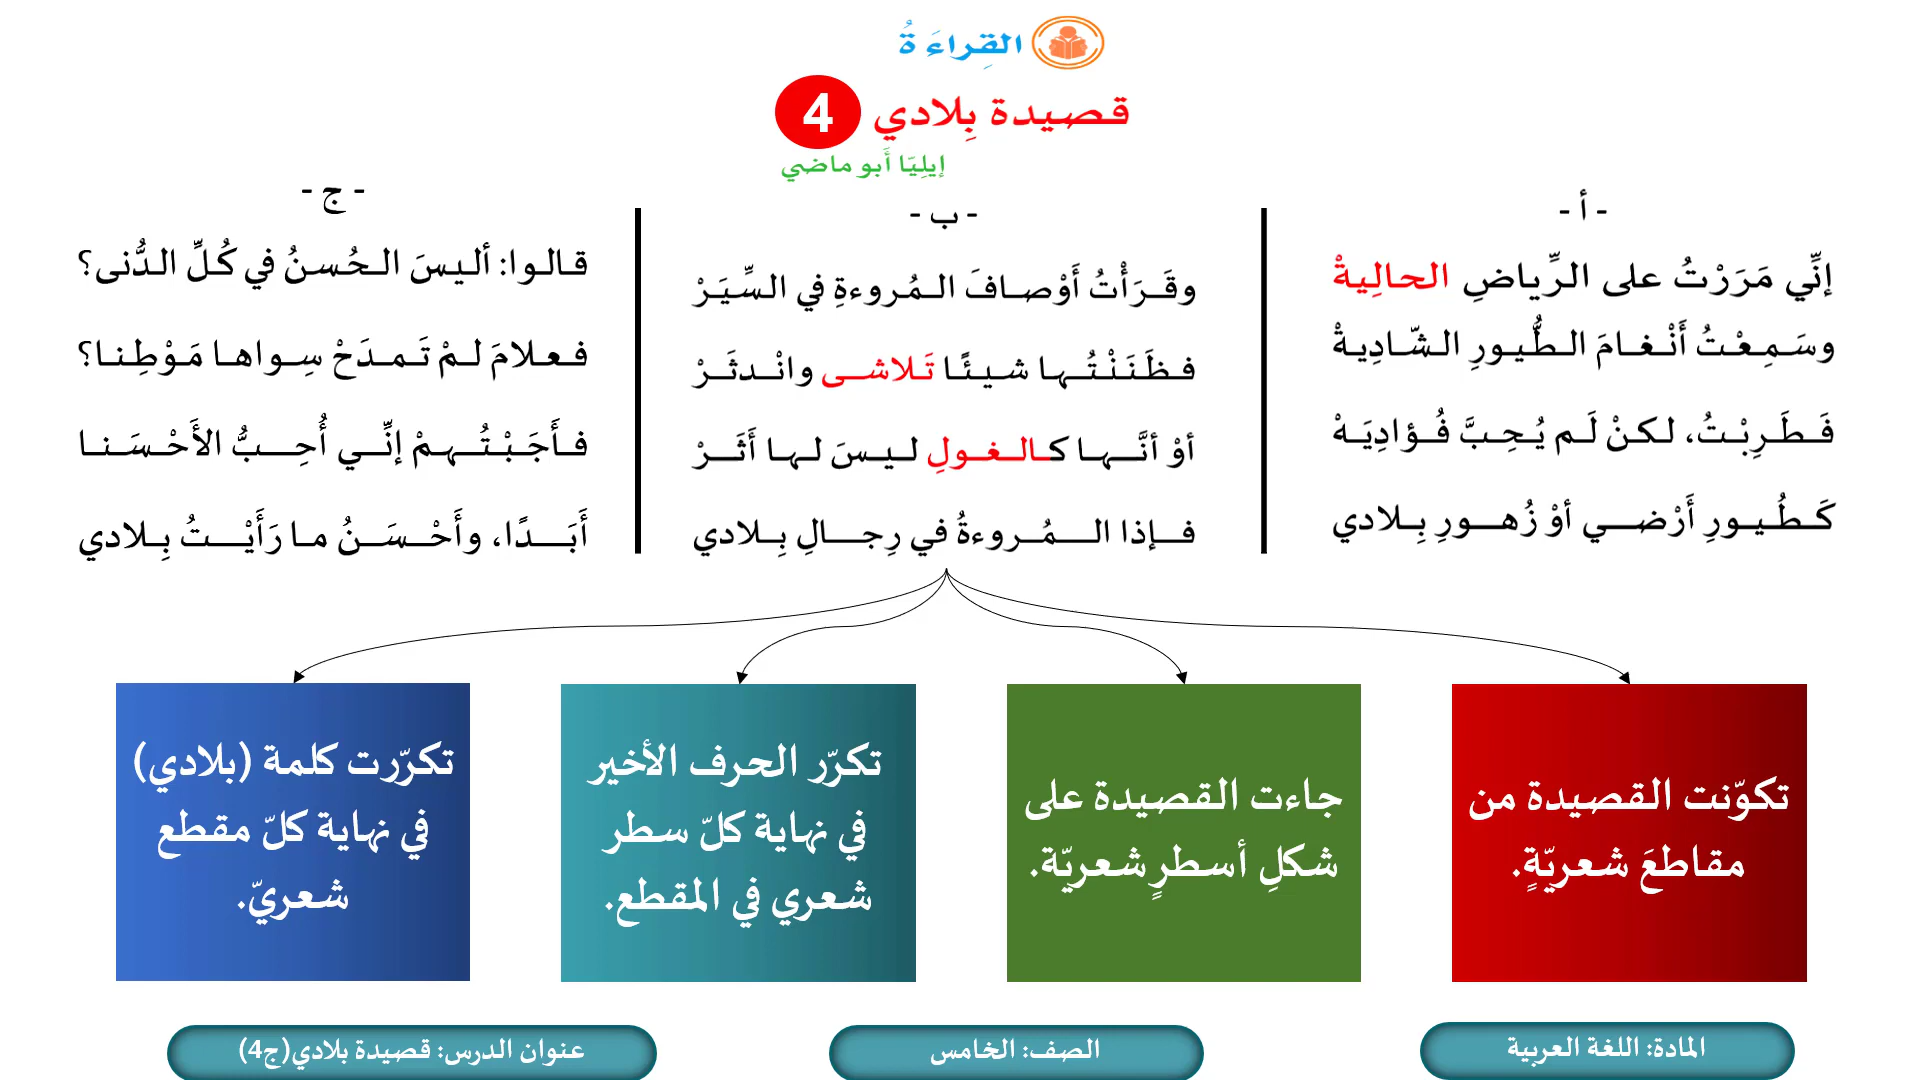 القِراءَةُ
قصيدة بِلادي 4
إيلِيّا أَبو ماضي
- أ -
إنِّي مَرَرْتُ على الرِّياضِ الحالِيةْ
وسَمِعْتُ أَنْغامَ الطُّيورِ الشّادِيةْ
فَطَرِبْتُ، لكنْ لَم يُحِبَّ فُؤادِيَهْ
كَطُيورِ أَرْضي أوْ زُهورِ بِلادي
- ب -
وقَرَأْتُ أَوْصافَ المُروءةِ في السِّيَرْ
فظَنَنْتُها شيئًا تَلاشى وانْدثَرْ
أوْ أنَّها كالغولِ ليسَ لها أَثَرْ
فإذا المُروءةُ في رِجالِ بِلادي
- ج -
قالوا: أليسَ الحُسنُ في كُلِّ الدُّنى؟
فعلامَ لمْ تَمدَحْ سِواها مَوْطِنا؟
فأَجَبْتُهمْ إنِّي أُحِبُّ الأَحْسَنا
أَبَدًا، وأَحْسَنُ ما رَأَيْتُ بِلادي
تكوّنت القصيدة من
مقاطعَ شعريّةٍ.
جاءت القصيدة على
شكلِ أسطرٍ شعريّة.
تكرّر الحرف الأخير
في نهاية كلّ سطر
شعري في المقطع.
تكرّرت كلمة (بلادي)
في نهاية كلّ مقطع
شعريّ.
المادة: اللغة العربية
الصف: الخامس
عنوان الدرس: قصيدة بلادي(ج4)